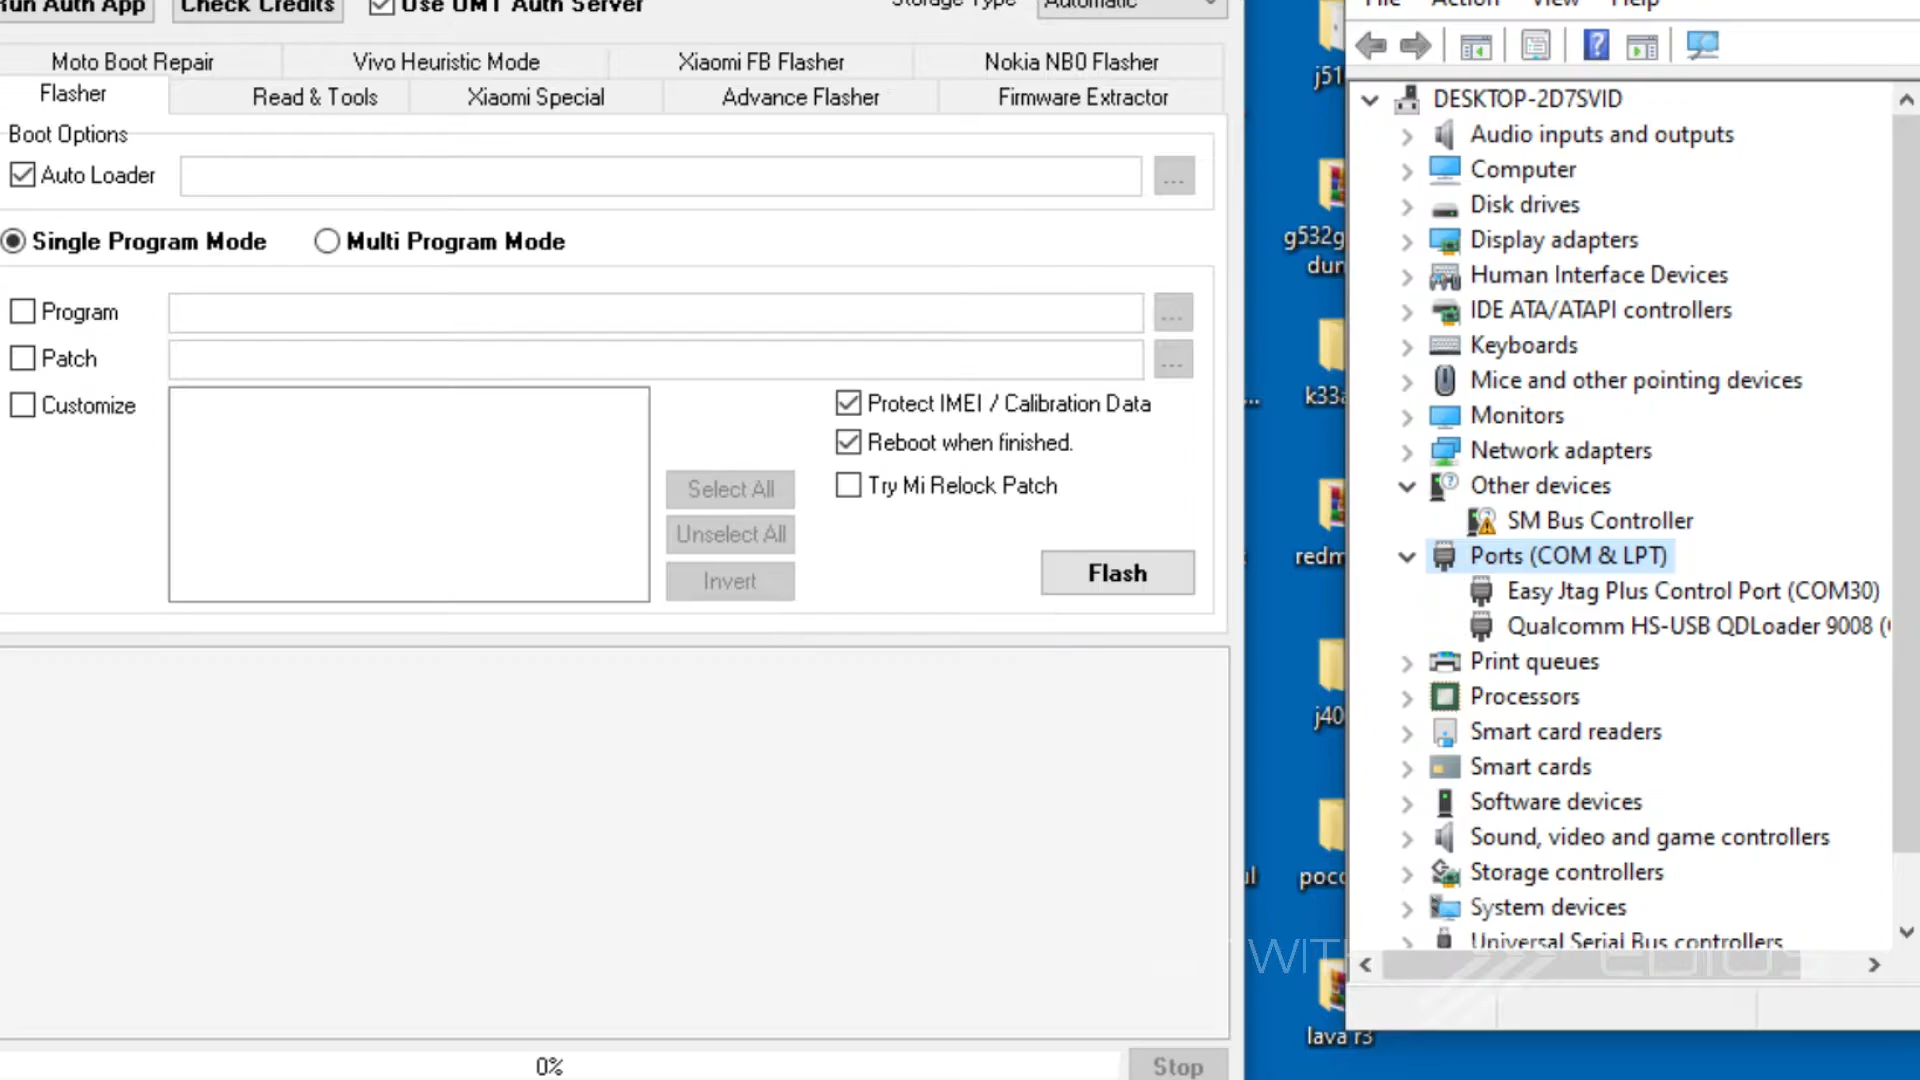 Run Auth App
Check Credits
Use UMT Auth Server
Storage Type
Automatic
Moto Boot Repair
Vivo Heuristic Mode
Xiaomi FB Flasher
Nokia NB0 Flasher
Flasher
Read & Tools
Xiaomi Special
Advance Flasher
Firmware Extractor
Boot Options
Auto Loader
...
Single Program Mode
Multi Program Mode
Program
...
Patch
...
Customize
Protect IMEI / Calibration Data
Reboot when finished.
Try Mi Relock Patch
Select All
Unselect All
Invert
Flash
0%
Stop
j51
g532g
dun
k33a
...
redm
j40
poco
lava r3
WITH
EDIUS
File
Action
View
Help
DESKTOP-2D7SVID
Audio inputs and outputs
Computer
Disk drives
Display adapters
Human Interface Devices
IDE ATA/ATAPI controllers
Keyboards
Mice and other pointing devices
Monitors
Network adapters
Other devices
SM Bus Controller
Ports (COM & LPT)
Easy Jtag Plus Control Port (COM30)
Qualcomm HS-USB QDLoader 9008 (
Print queues
Processors
Smart card readers
Smart cards
Software devices
Sound, video and game controllers
Storage controllers
System devices
Universal Serial Bus controllers